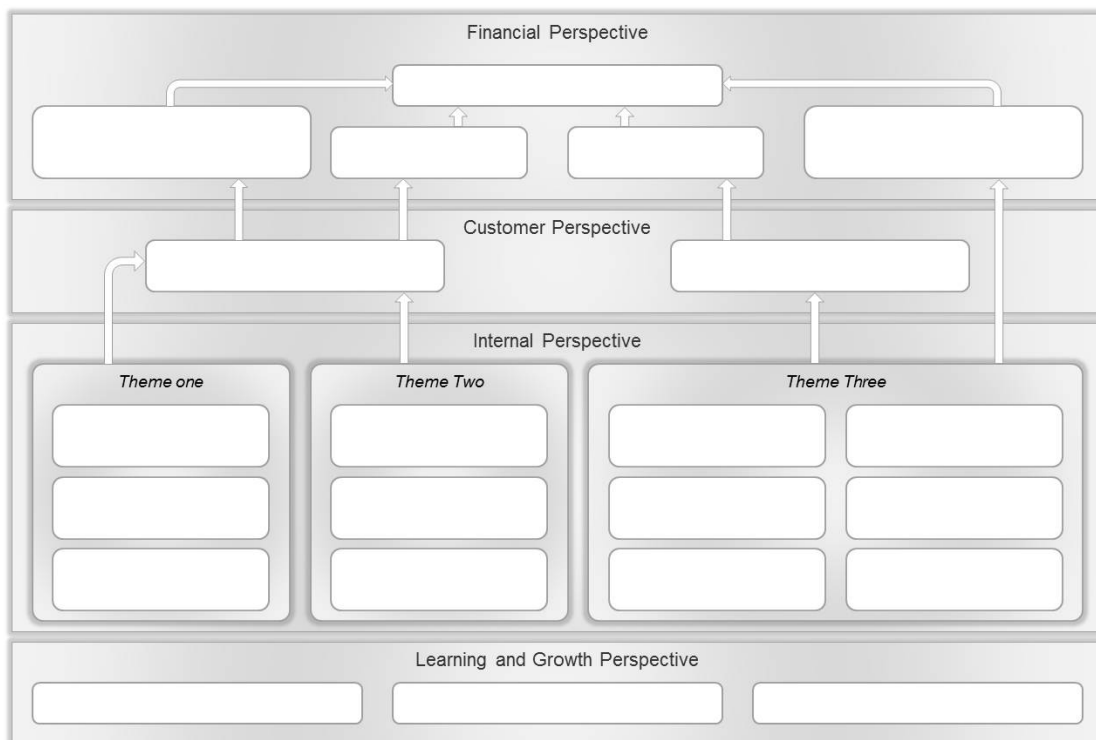 Financial Perspective
Customer Perspective
Internal Perspective
Theme one
Theme Two
Theme Three
Learning and Growth Perspective